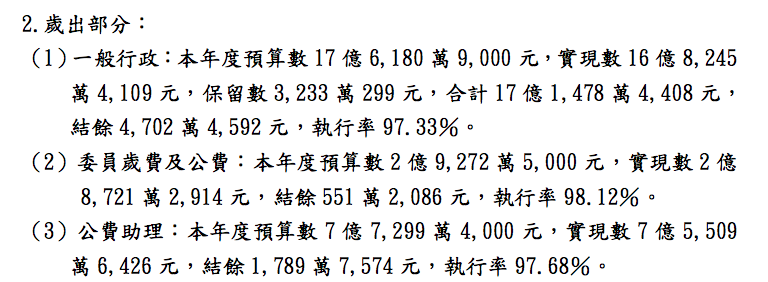 2.歲出部分：
（1）一般行政：本年度預算數 17 億 6,180 萬 9,000 元，實現數 16 億 8,245
萬 4,109 元，保留數 3,233 萬 299 元，合計 17 億 1,478 萬 4,408 元，
結餘 4,702 萬 4,592 元，執行率 97.33%。
（2）委員歲費及公費：本年度預算數 2 億 9,272 萬 5,000 元，實現數 2 億
8,721 萬 2,914 元，結餘 551 萬 2,086 元，執行率 98.12%。
（3）公費助理：本年度預算數 7 億 7,299 萬 4,000 元，實現數 7 億 5,509
萬 6,426 元，結餘 1,789 萬 7,574 元，執行率 97.68%。